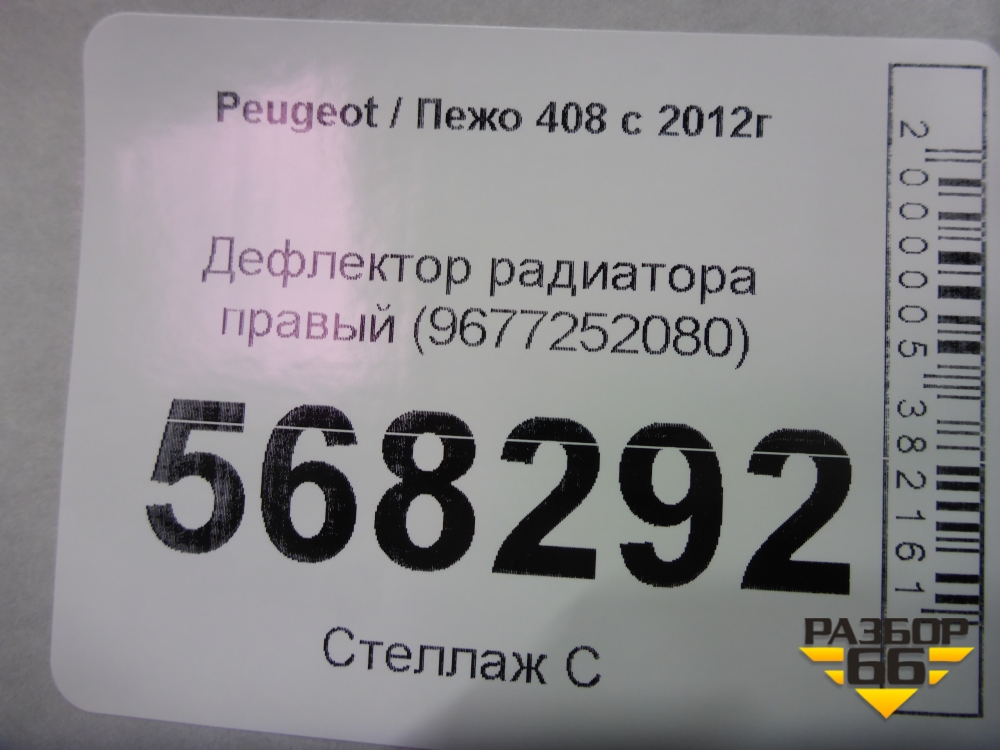 Peugeot / Пежо 408 с 2012г
Дефлектор радиатора
правый (9677252080)
568292
Стеллаж С
2000005382161
РАЗБОР
66